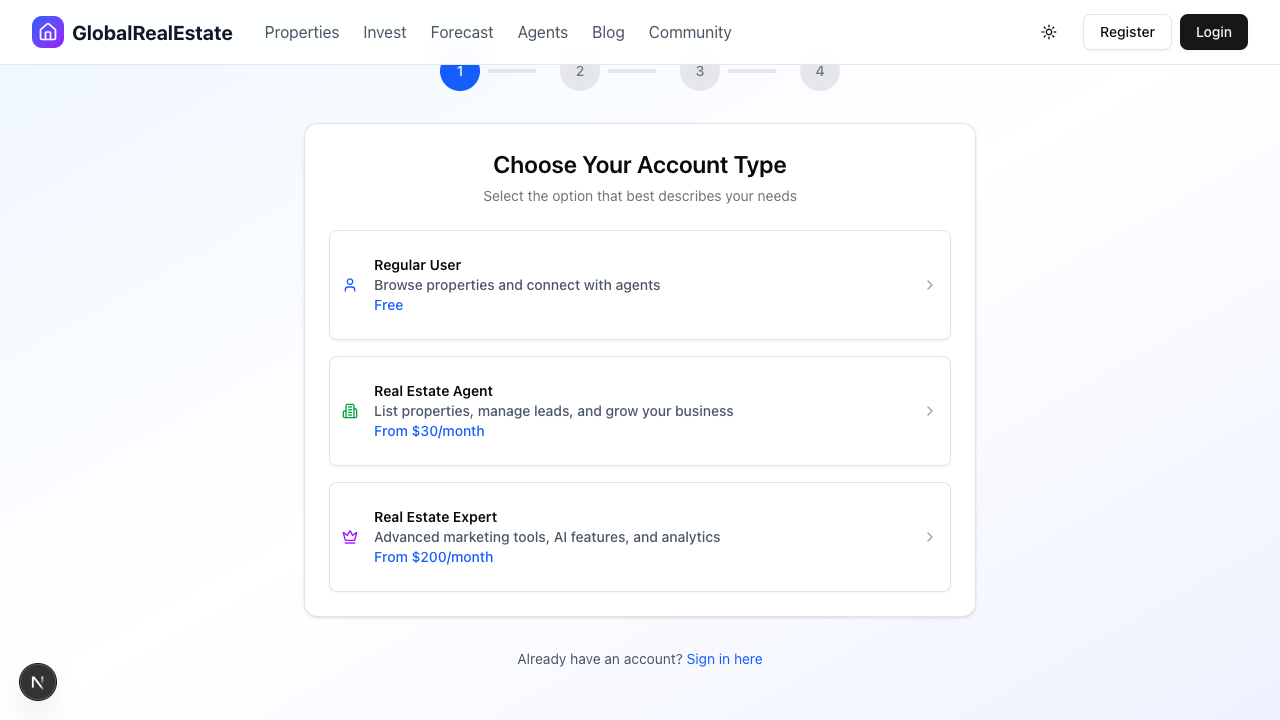 GlobalRealEstate
Properties
Invest
Forecast
Agents
Blog
Community
Register
Login
1
2
3
4
Choose Your Account Type
Select the option that best describes your needs
Regular User
Browse properties and connect with agents
Free
Real Estate Agent
List properties, manage leads, and grow your business
From $30/month
Real Estate Expert
Advanced marketing tools, AI features, and analytics
From $200/month
Already have an account? Sign in here
N